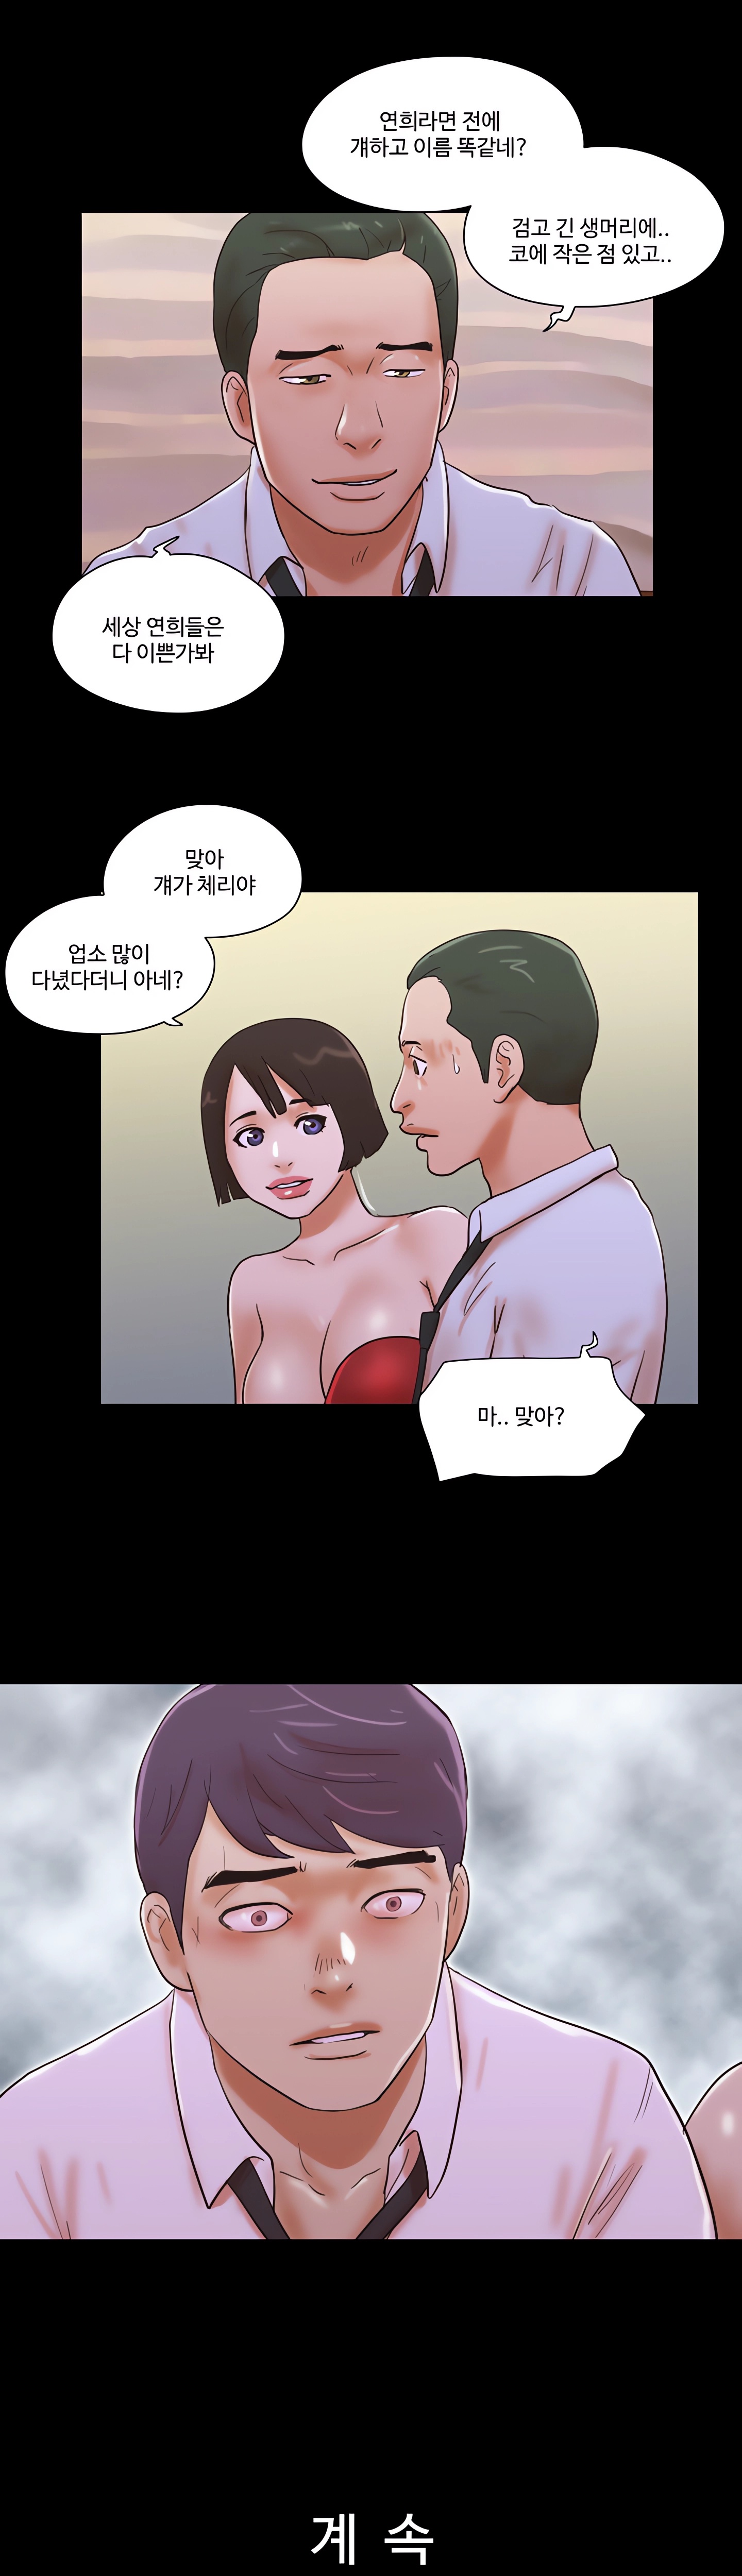 연희라면 전에
걔하고 이름 똑같네?
검고 긴 생머리에..
코에 작은 점 있고..
세상 연희들은
다 이쁜가봐
맞아
걔가 체리야
업소 많이
다녔다더니 아네?
마.. 맞아?
계 속